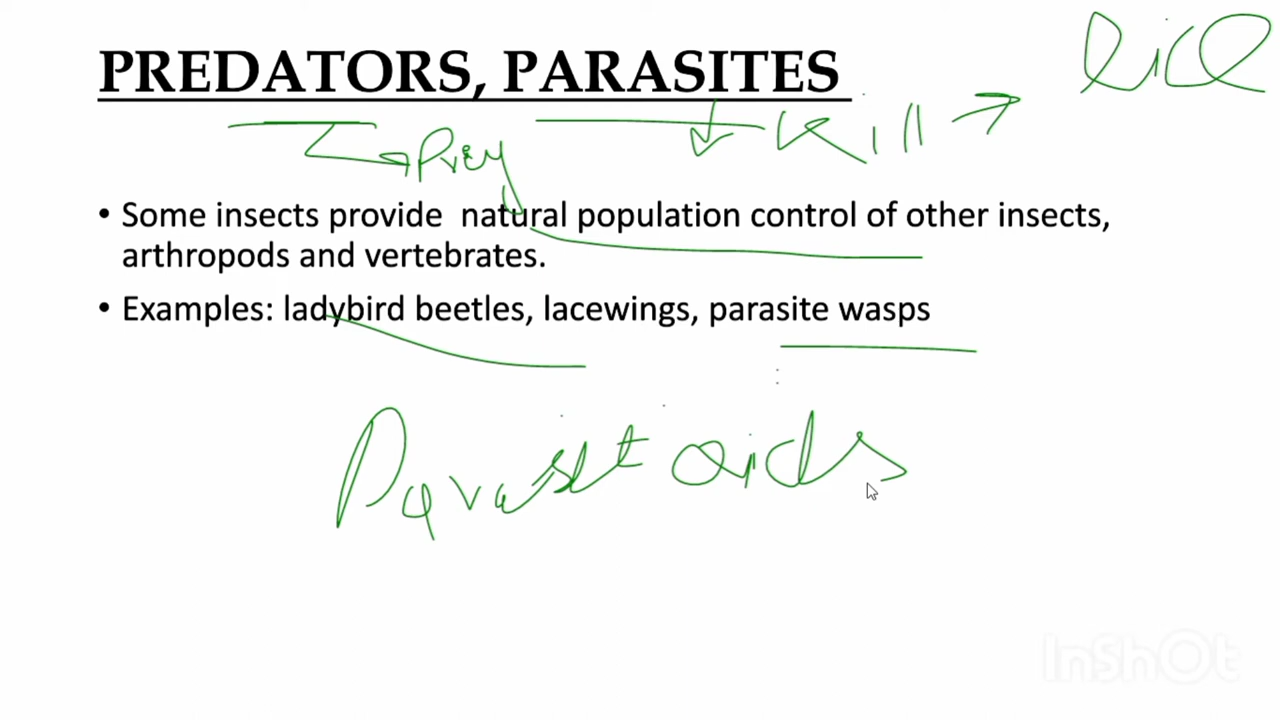 lice
PREDATORS, PARASITES
Kill
Prey
• Some insects provide natural population control of other insects,
arthropods and vertebrates.
• Examples: ladybird beetles, lacewings, parasite wasps
Parasitoids
InShOt